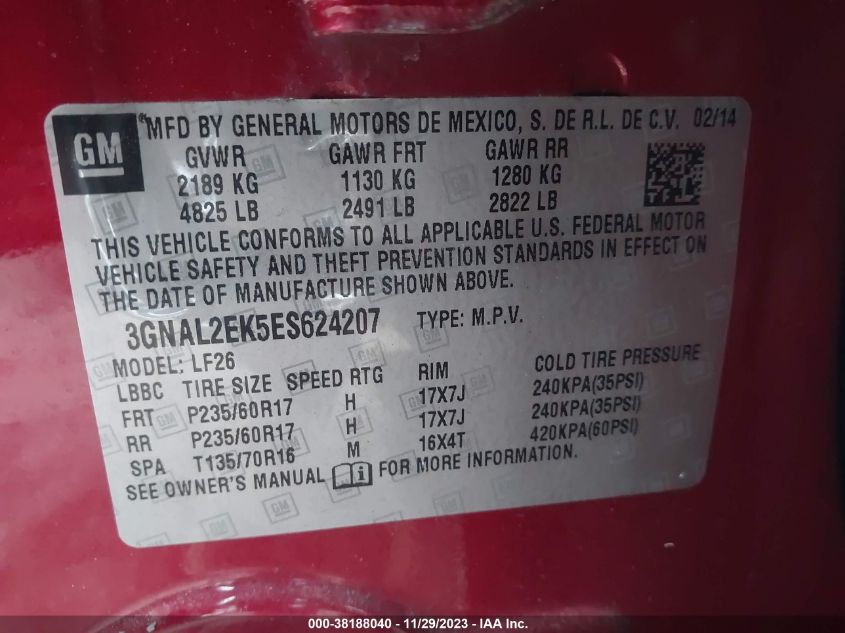 GM
MFD BY GENERAL MOTORS DE MEXICO, S. DE R.L. DE C.V. 02/14
GVWR GAWR FRT GAWR RR
2189 KG 1130 KG 1280 KG
4825 LB 2491 LB 2822 LB
THIS VEHICLE CONFORMS TO ALL APPLICABLE U.S. FEDERAL MOTOR
VEHICLE SAFETY AND THEFT PREVENTION STANDARDS IN EFFECT ON
THE DATE OF MANUFACTURE SHOWN ABOVE.
3GNAL2EK5ES624207 TYPE: M.P.V.
MODEL: LF26
LBBC TIRE SIZE SPEED RTG RIM COLD TIRE PRESSURE
FRT P235/60R17 H 17X7J 240KPA(35PSI)
RR P235/60R17 H 17X7J 240KPA(35PSI)
SPA T135/70R16 M 16X4T 420KPA(60PSI)
SEE OWNER'S MANUAL FOR MORE INFORMATION.
000-38188040 - 11/29/2023 - IAA Inc.